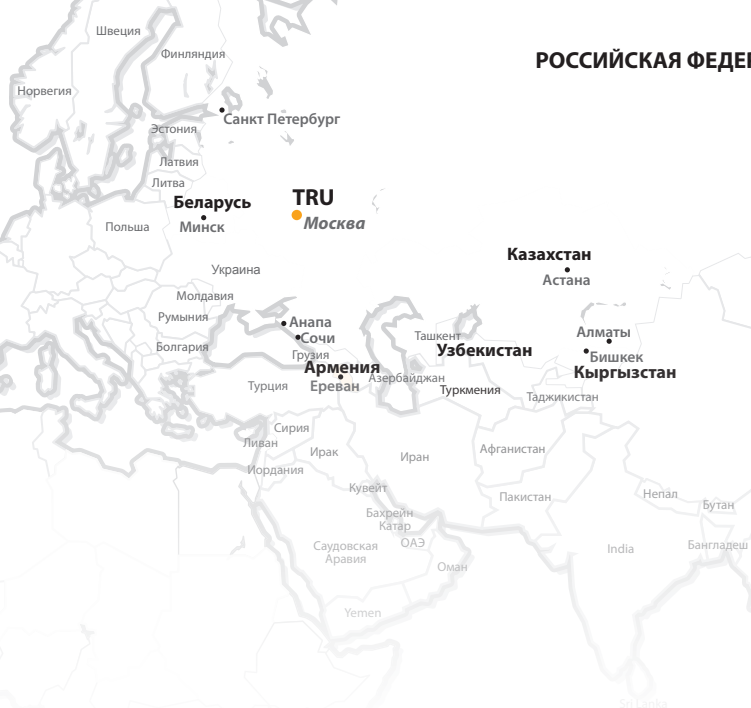 Швеция
Финляндия
РОССИЙСКАЯ ФЕДЕР
Норвегия
Санкт Петербург
Эстония
Латвия
Литва
Беларусь
TRU
Минск
Москва
Польша
Казахстан
Украина
Астана
Молдавия
Румыния
Анапа
Сочи
Ташкент
Алматы
Болгария
Грузия
Узбекистан
Бишкек
Армения
Кыргызстан
Турция
Ереван
Азербайджан
Туркмения
Таджикистан
Сирия
Ливан
Ирак
Иран
Афганистан
Иордания
Кувейт
Пакистан
Непал
Бутан
Бахрейн
Катар
ОАЭ
Саудовская
Аравия
India
Бангладеш
Оман
Yemen
Sri Lanka